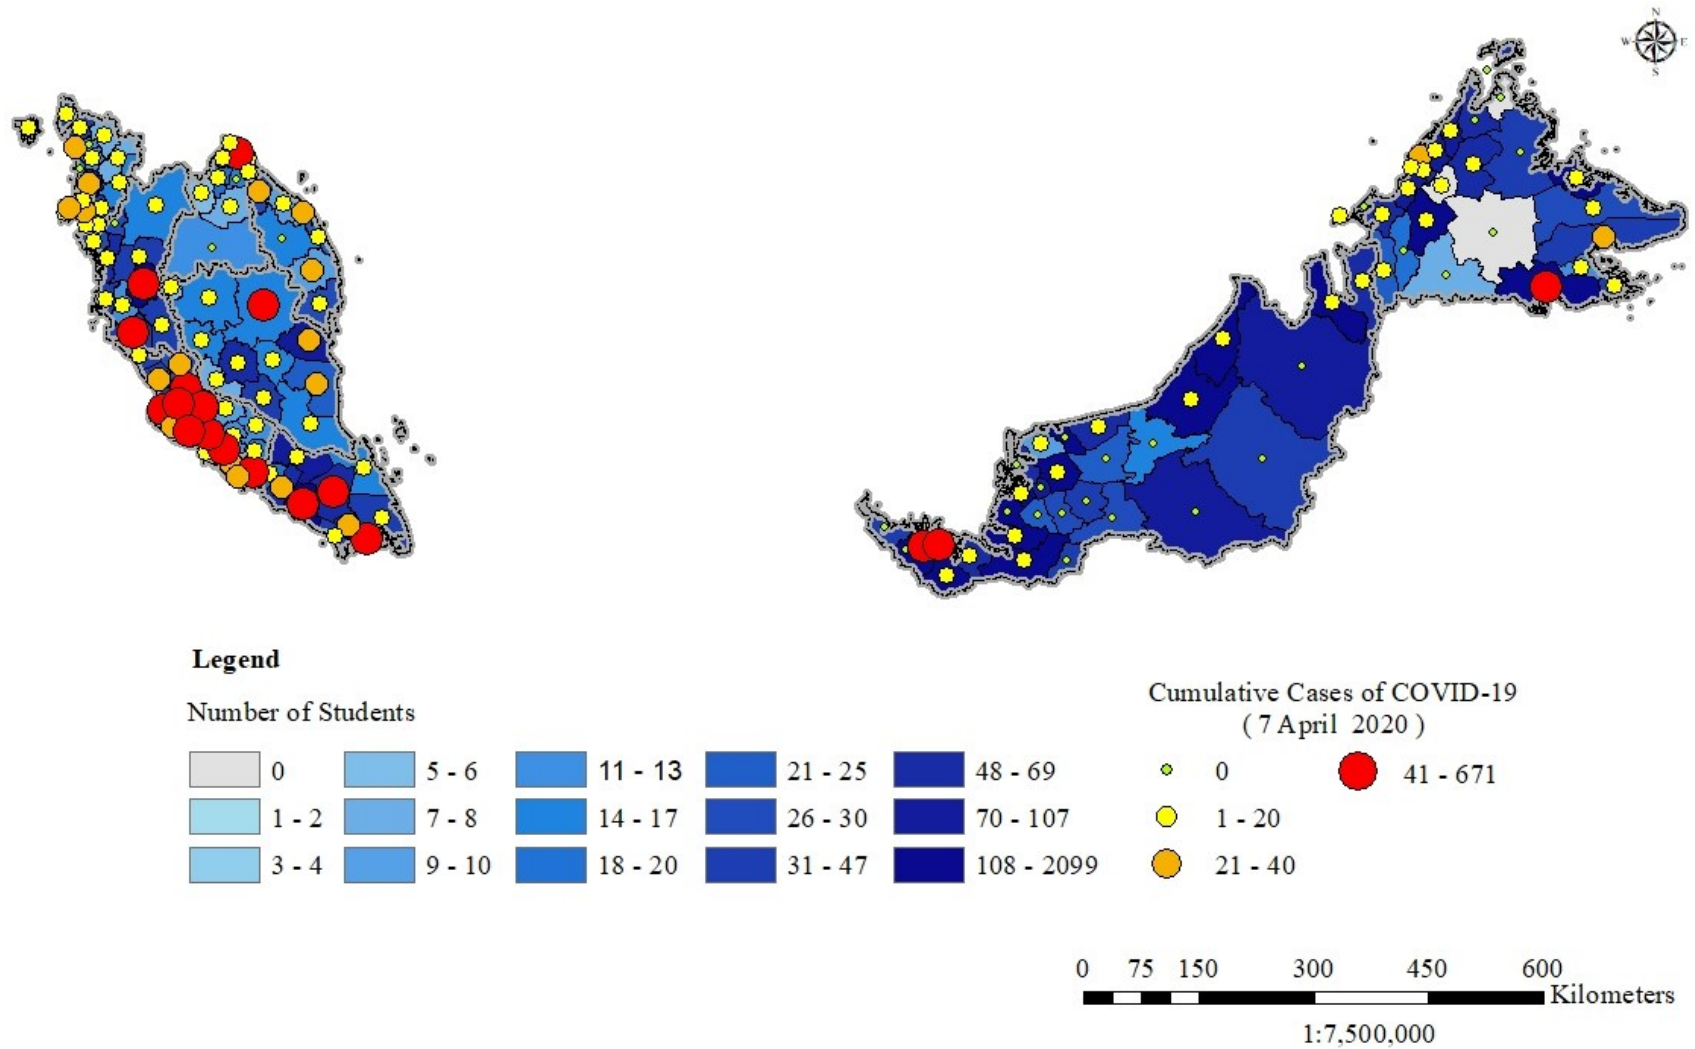 N
W E
S
Legend
Number of Students
0
1 - 2
3 - 4
5 - 6
7 - 8
9 - 10
11 - 13
14 - 17
18 - 20
21 - 25
26 - 30
31 - 47
48 - 69
70 - 107
108 - 2099
Cumulative Cases of COVID-19
( 7 April 2020 )
0
1 - 20
21 - 40
41 - 671
0 75 150 300 450 600
Kilometers
1:7,500,000